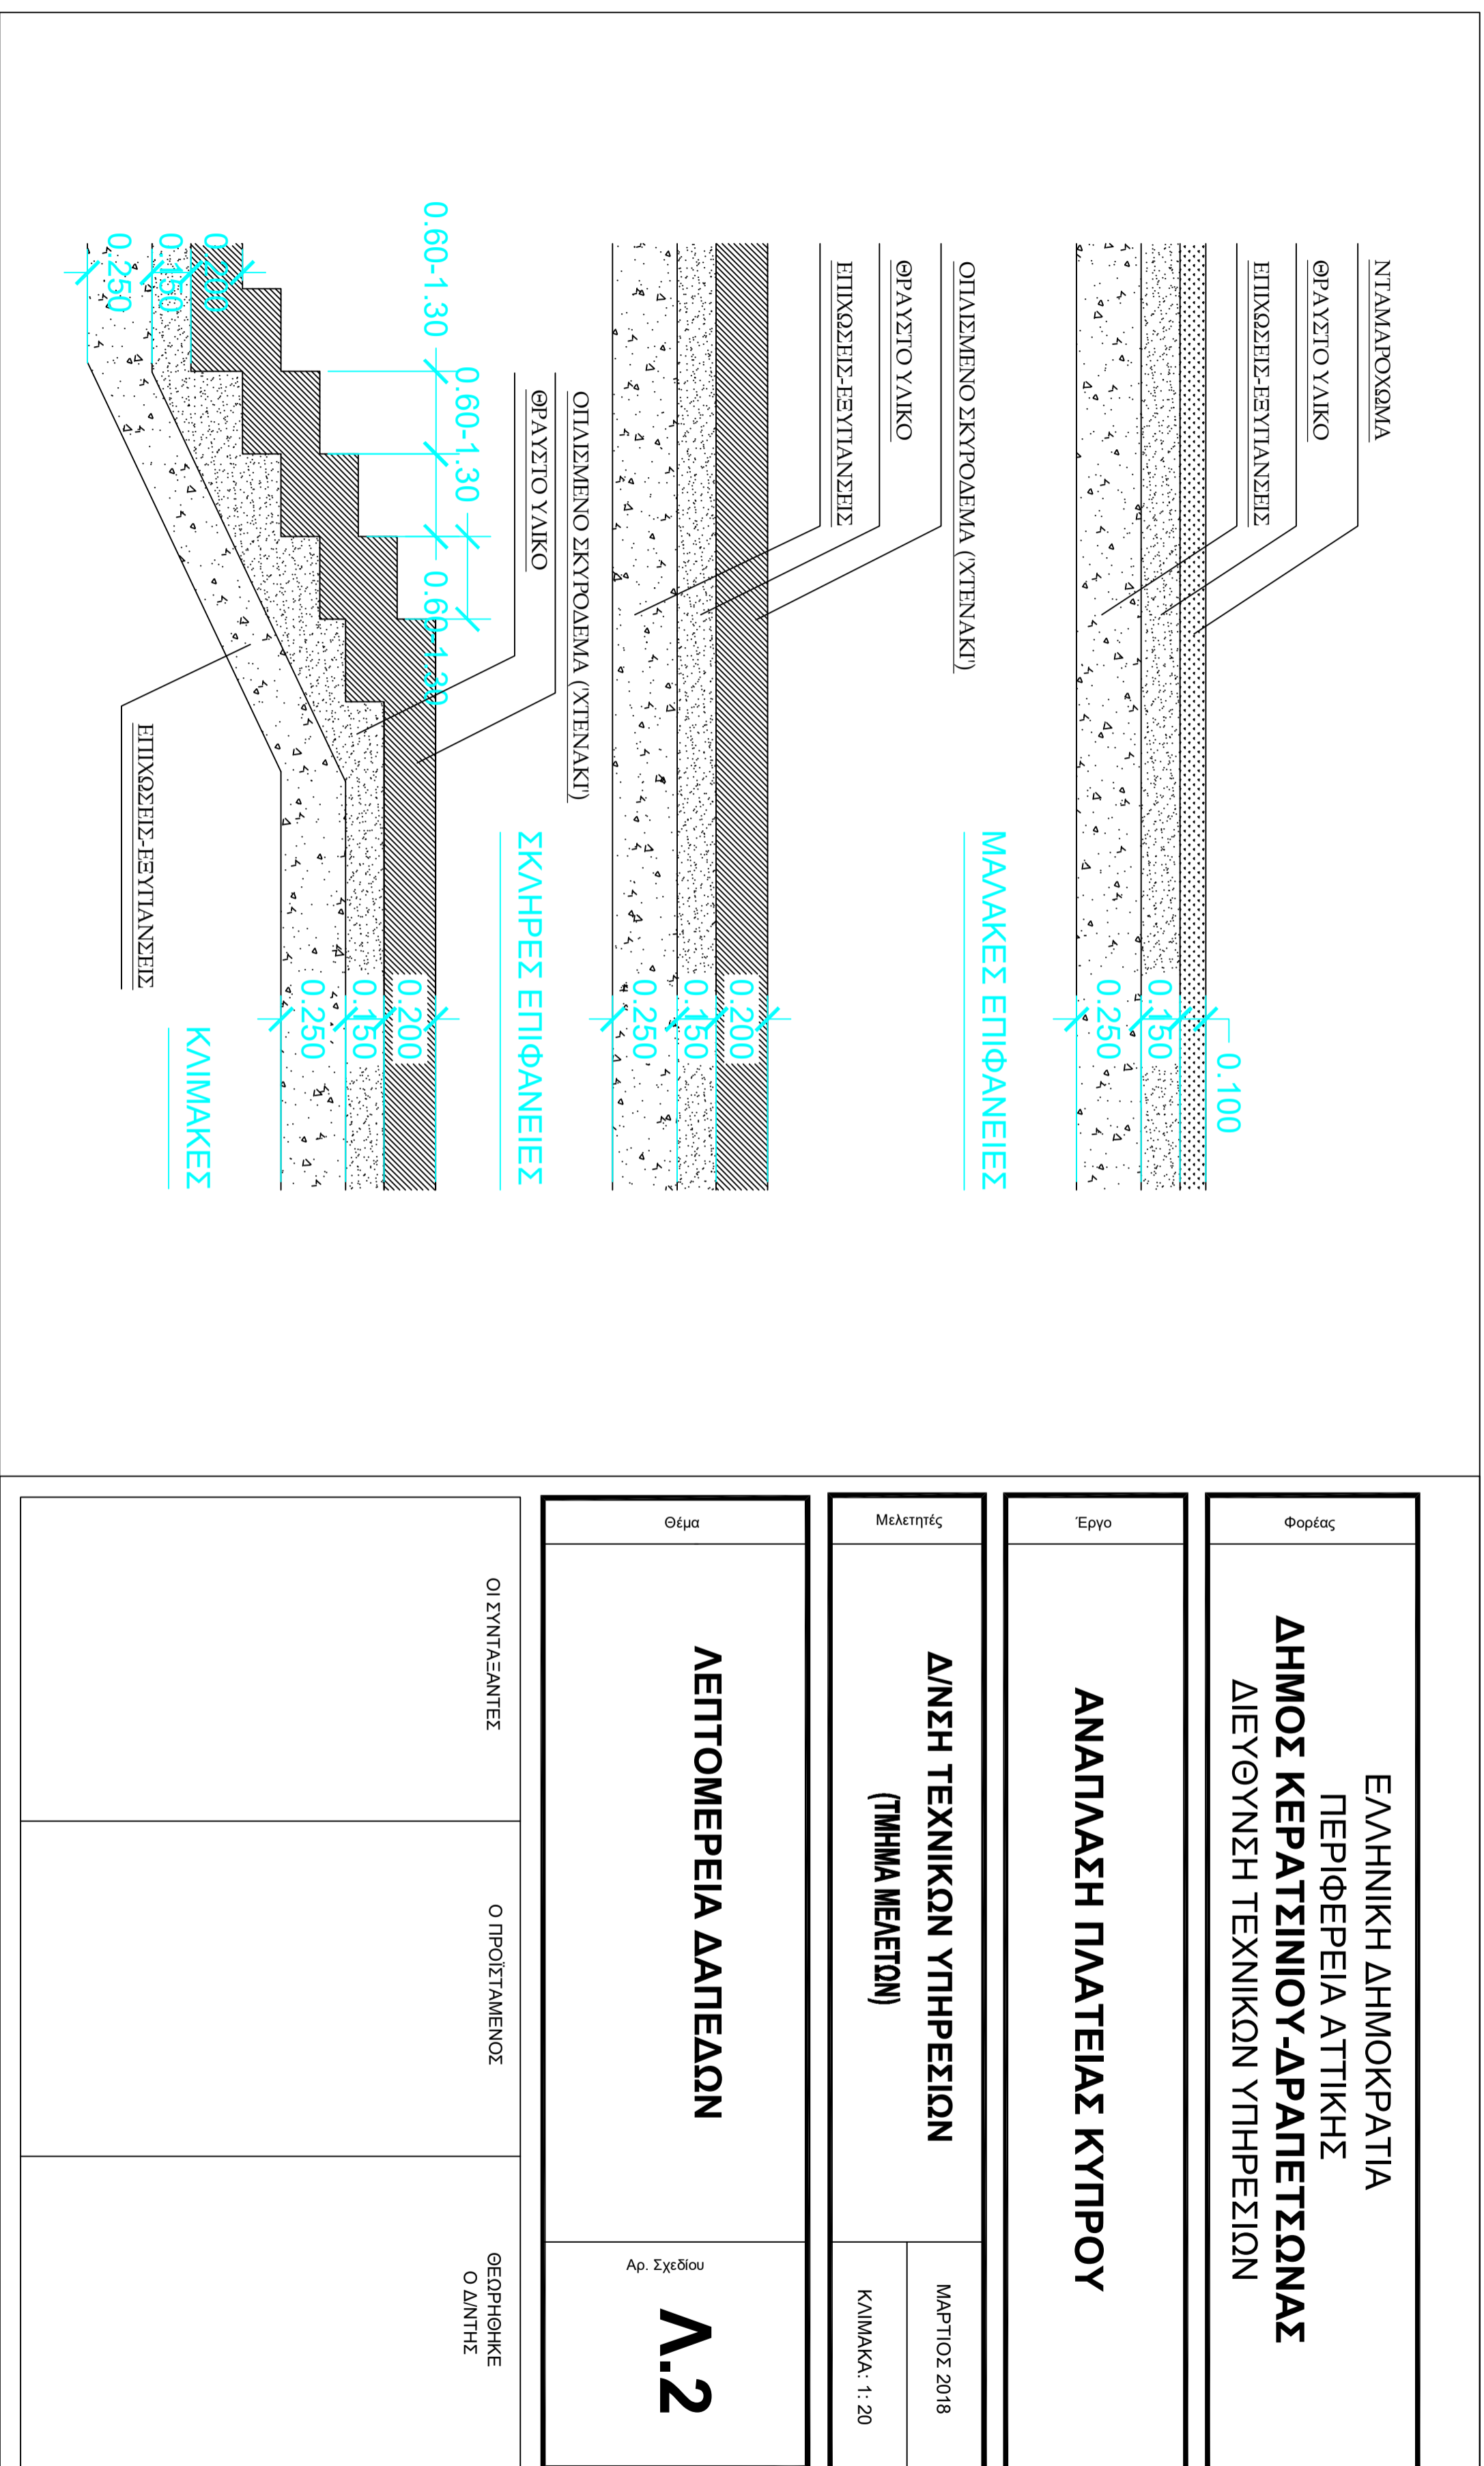 ΝΤΑΜΑΡΟΧΩΜΑ
ΘΡΑΥΣΤΟ ΥΛΙΚΟ
ΕΠΙΧΩΣΕΙΣ-ΕΞΥΓΙΑΝΣΕΙΣ
0.100
0.150
0.250
ΜΑΛΑΚΕΣ ΕΠΙΦΑΝΕΙΕΣ
ΟΠΛΙΣΜΕΝΟ ΣΚΥΡΟΔΕΜΑ ('ΧΤΕΝΑΚΙ')
ΘΡΑΥΣΤΟ ΥΛΙΚΟ
ΕΠΙΧΩΣΕΙΣ-ΕΞΥΓΙΑΝΣΕΙΣ
0.200
0.150
0.250
ΣΚΛΗΡΕΣ ΕΠΙΦΑΝΕΙΕΣ
ΟΠΛΙΣΜΕΝΟ ΣΚΥΡΟΔΕΜΑ ('ΧΤΕΝΑΚΙ')
ΘΡΑΥΣΤΟ ΥΛΙΚΟ
0.60-1.30
0.60-1.30
0.60-1.30
0.200
0.150
0.250
0.200
0.150
0.250
ΕΠΙΧΩΣΕΙΣ-ΕΞΥΓΙΑΝΣΕΙΣ
ΚΛΙΜΑΚΕΣ
Φορέας
ΕΛΛΗΝΙΚΗ ΔΗΜΟΚΡΑΤΙΑ
ΠΕΡΙΦΕΡΕΙΑ ΑΤΤΙΚΗΣ
ΔΗΜΟΣ ΚΕΡΑΤΣΙΝΙΟΥ-ΔΡΑΠΕΤΣΩΝΑΣ
ΔΙΕΥΘΥΝΣΗ ΤΕΧΝΙΚΩΝ ΥΠΗΡΕΣΙΩΝ
Έργο
ΑΝΑΠΛΑΣΗ ΠΛΑΤΕΙΑΣ ΚΥΠΡΟΥ
Μελετητές
Δ/ΝΣΗ ΤΕΧΝΙΚΩΝ ΥΠΗΡΕΣΙΩΝ
(ΤΜΗΜΑ ΜΕΛΕΤΩΝ)
ΜΑΡΤΙΟΣ 2018
ΚΛΙΜΑΚΑ: 1: 20
Θέμα
ΛΕΠΤΟΜΕΡΕΙΑ ΔΑΠΕΔΩΝ
Αρ. Σχεδίου
Λ.2
ΟΙ ΣΥΝΤΑΞΑΝΤΕΣ
Ο ΠΡΟΪΣΤΑΜΕΝΟΣ
ΘΕΩΡΗΘΗΚΕ
Ο Δ/ΝΤΗΣ